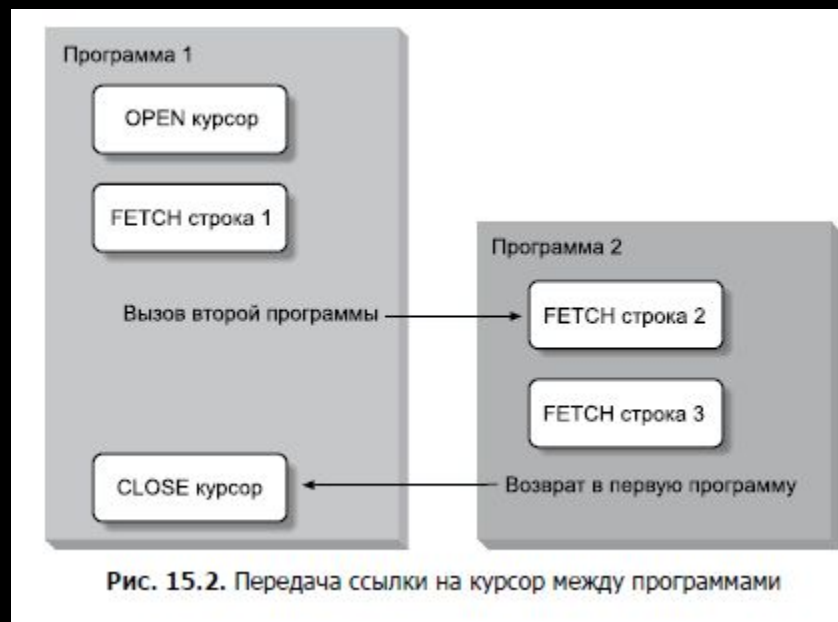 Программа 1
OPEN курсор
FETCH строка 1
Вызов второй программы
CLOSE курсор
Программа 2
FETCH строка 2
FETCH строка 3
Возврат в первую программу
Рис. 15.2. Передача ссылки на курсор между программами